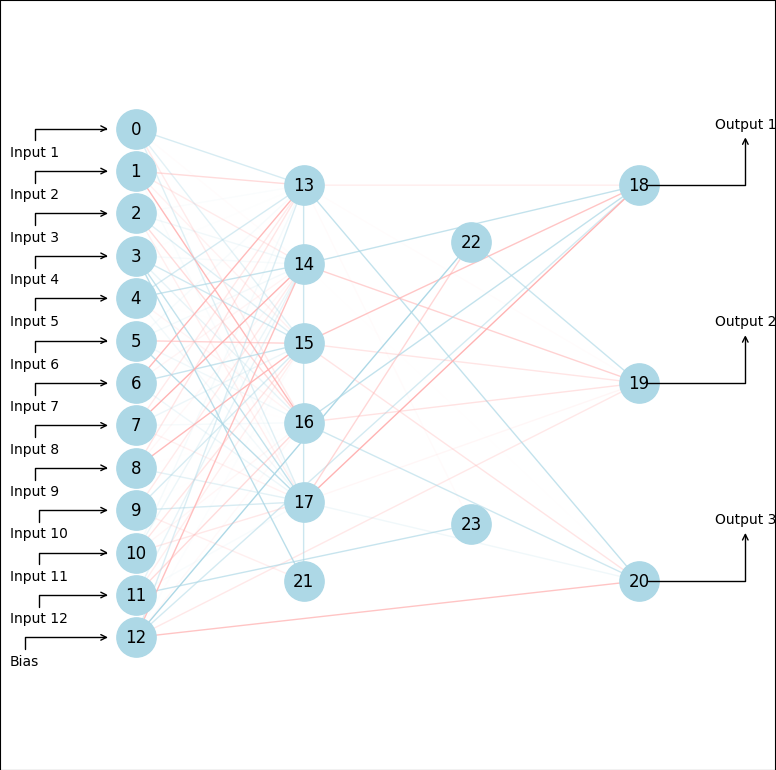 Output 1
0
Input 1
1
Input 2
13
18
2
Input 3
22
3
14
Input 4
4
Input 5
Output 2
5
15
Input 6
6
19
Input 7
7
16
Input 8
8
Input 9
9
17
Input 10
Output 3
23
10
Input 11
21
20
11
Input 12
12
Bias